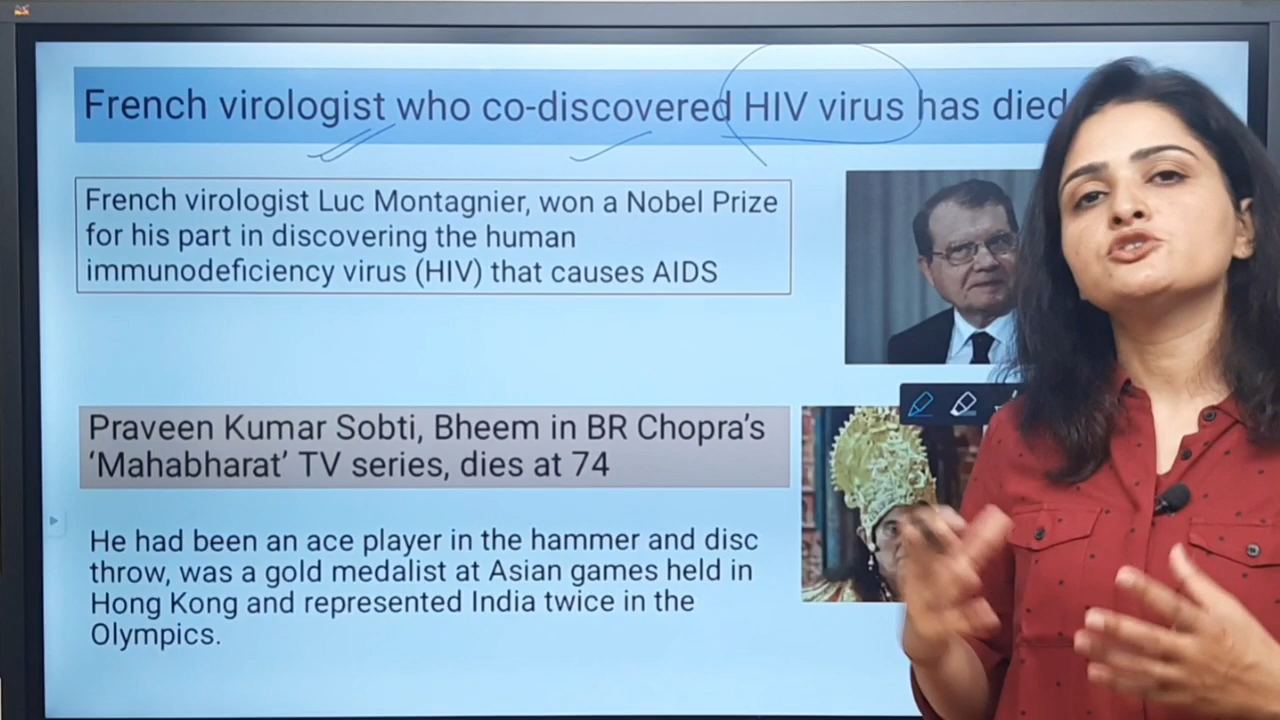 French virologist who co-discovered HIV virus has died
French virologist Luc Montagnier, won a Nobel Prize
for his part in discovering the human
immunodeficiency virus (HIV) that causes AIDS
Praveen Kumar Sobti, Bheem in BR Chopra's
'Mahabharat' TV series, dies at 74
He had been an ace player in the hammer and disc
throw, was a gold medalist at Asian games held in
Hong Kong and represented India twice in the
Olympics.